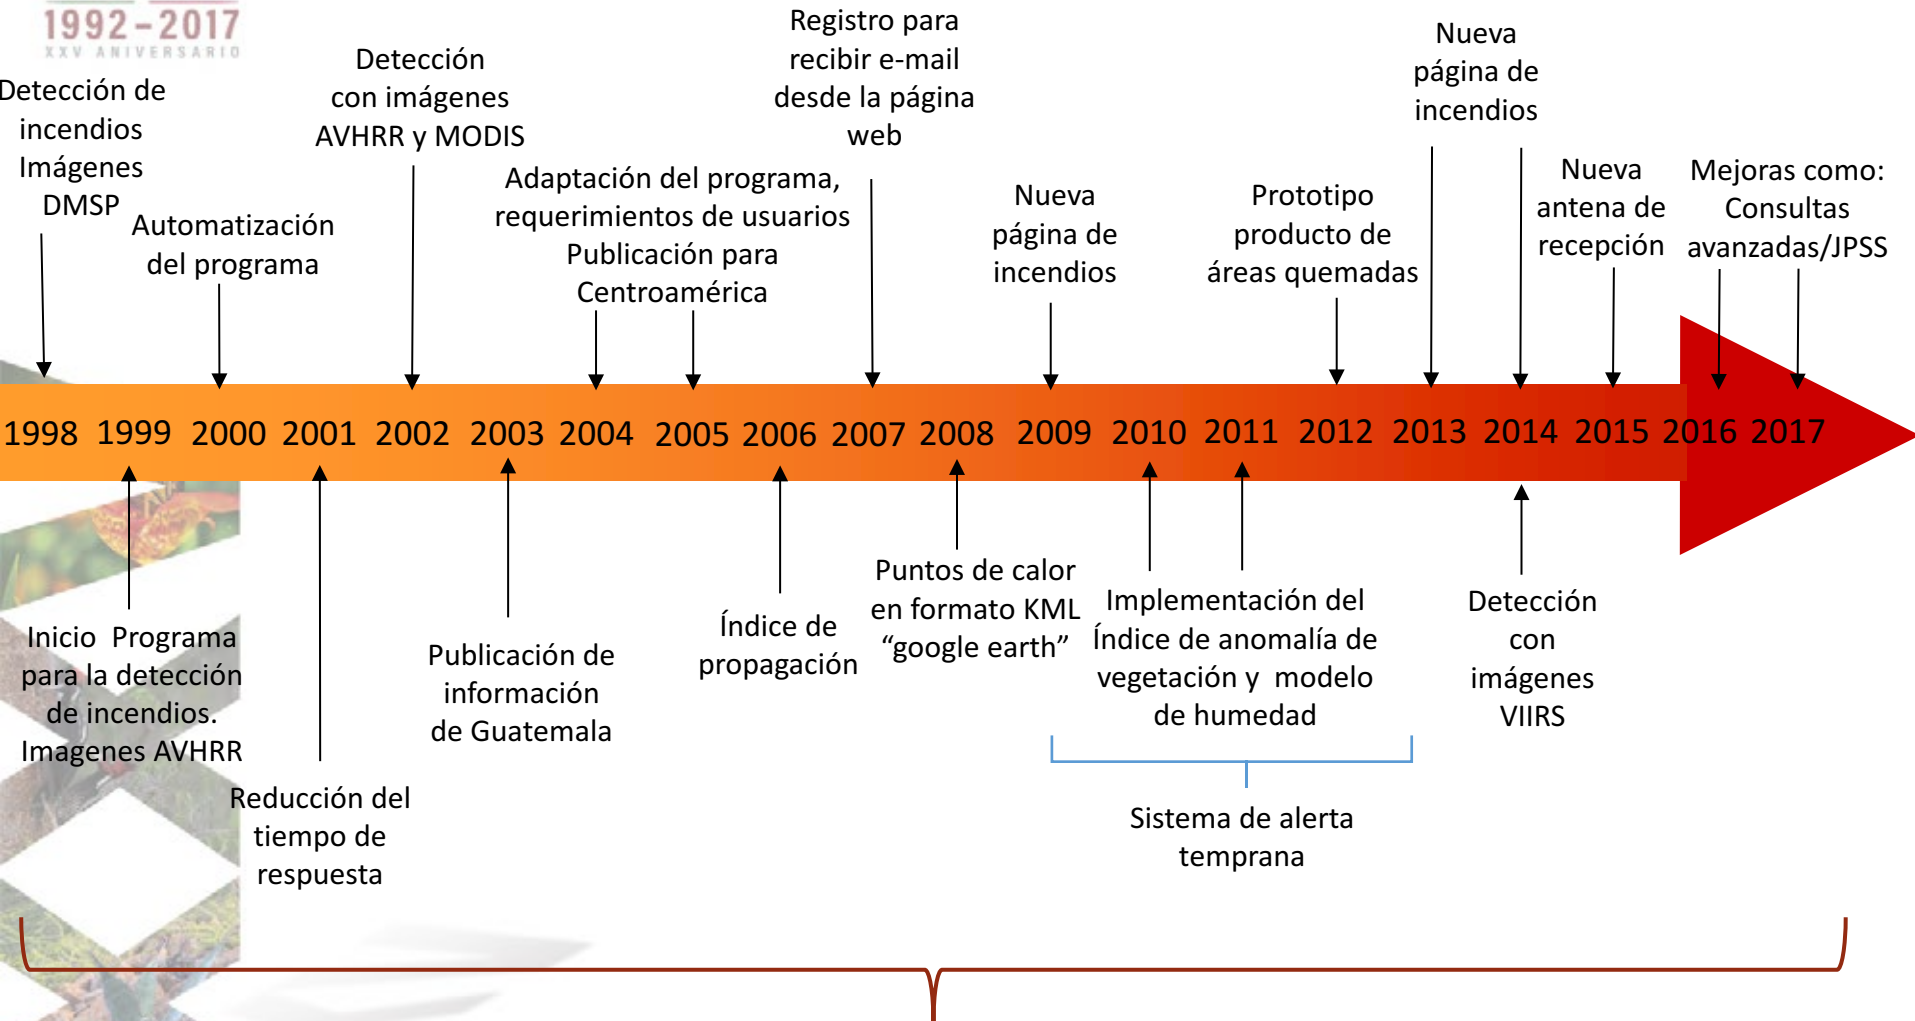 1992-2017
XXV ANIVERSARIO
Detección de
incendios
Imágenes
DMSP
Automatización
del programa
Detección
con imágenes
AVHRR y MODIS
Adaptación del programa,
requerimientos de usuarios
Publicación para
Centroamérica
Registro para
recibir e-mail
desde la página
web
Nueva
página de
incendios
Prototipo
producto de
áreas quemadas
Nueva
página de
incendios
Nueva
antena de
recepción
Mejoras como:
Consultas
avanzadas/JPSS
1998 1999 2000 2001 2002 2003 2004 2005 2006 2007 2008 2009 2010 2011 2012 2013 2014 2015 2016 2017
Inicio Programa
para la detección
de incendios.
Imagenes AVHRR
Reducción del
tiempo de
respuesta
Publicación de
información
de Guatemala
Índice de
propagación
Puntos de calor
en formato KML
“google earth”
Implementación del
Índice de anomalía de
vegetación y modelo
de humedad
Sistema de alerta
temprana
Detección
con
imágenes
VIIRS